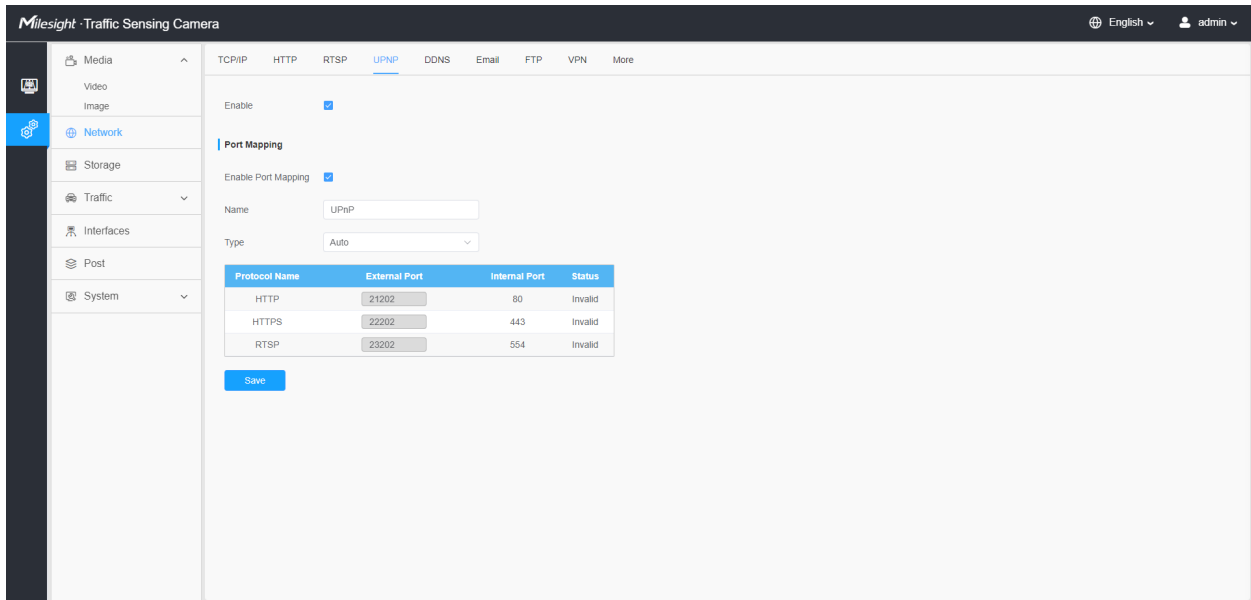 Milesight · Traffic Sensing Camera
English
admin
Media
Video
Image
Network
Storage
Traffic
Interfaces
Post
System
TCP/IP HTTP RTSP UPNP DDNS Email FTP VPN More
Enable
Port Mapping
Enable Port Mapping
Name UPnP
Type Auto
Protocol Name External Port Internal Port Status
HTTP 21202 80 Invalid
HTTPS 22202 443 Invalid
RTSP 23202 554 Invalid
Save